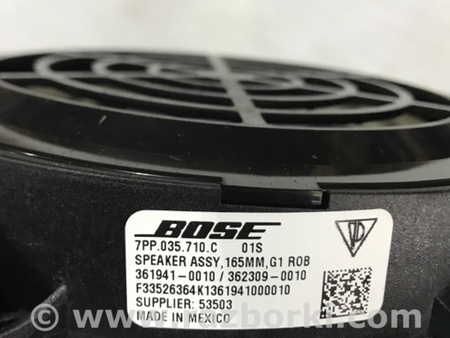 BOSE
7PP.035.710.C 01S
SPEAKER ASSY,165MM,G1 ROB
361941-0010 / 362309-0010
F33526364K1361941000010
SUPPLIER: 53503
MADE IN MEXICO
© www.razborki.com